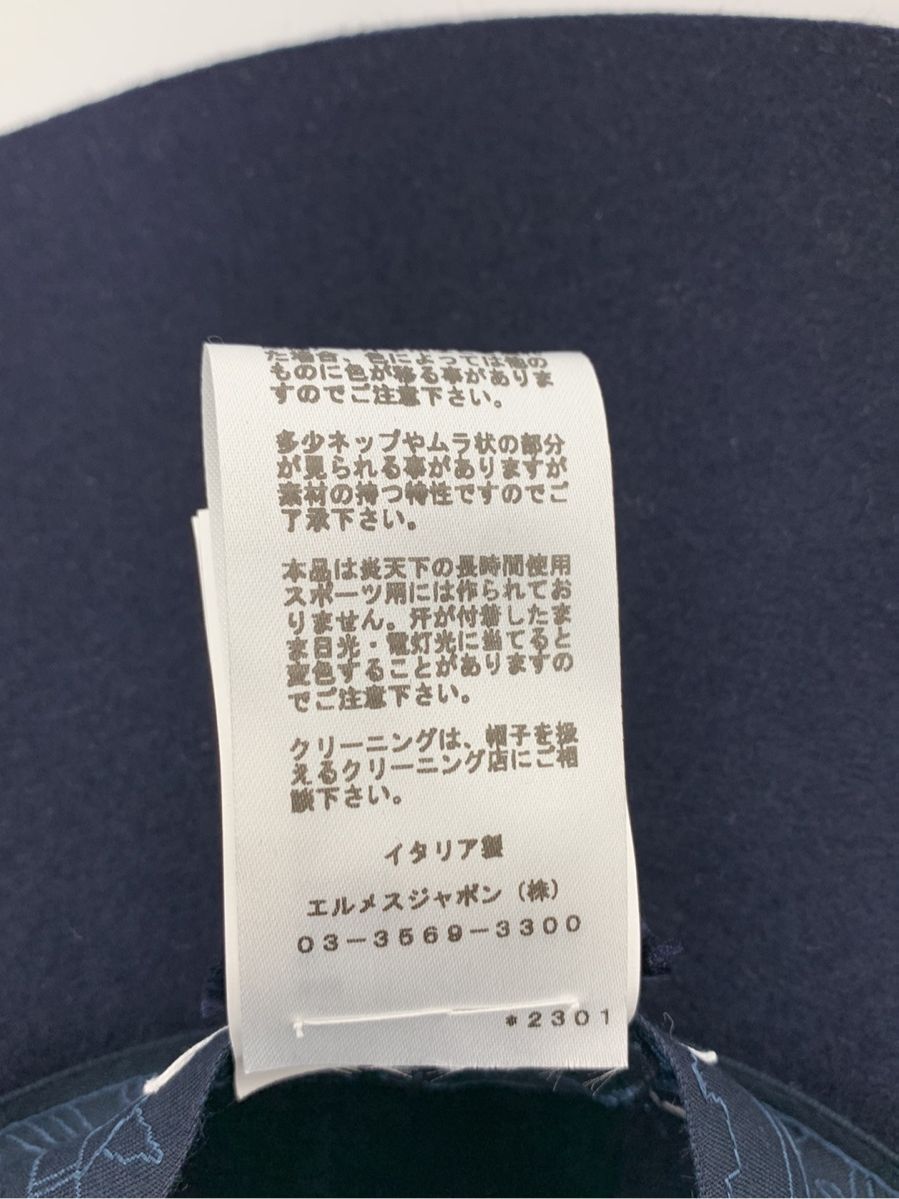 た場合、色によっては他の
ものに色が移る事がありま
すのでご注意下さい。
多少ネップやムラ状の部分
が見られる事がありますが
素材の持つ特性ですのでご
了承下さい。
本品は炎天下の長時間使用
スポーツ用には作られてお
りません。汗が付着したま
ま日光・電灯光に当てると
変色することがありますの
でご注意下さい。
クリーニングは、帽子を扱
えるクリーニング店にご相
談下さい。
イタリア製
エルメスジャポン（株）
03-3569-3300
*2301